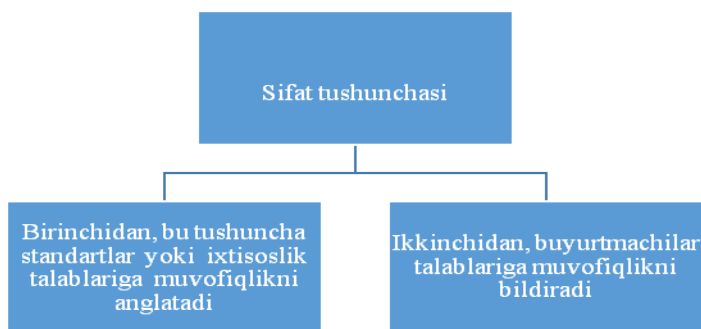 Sifat tushunchasi
Birinchidan, bu tushuncha
standartlar yoki ixtisoslik
talablariga muvofiqlikni
anglatadi
Ikkinchidan, buyurtmachilar
talablariga muvofiqlikni
bildiradi